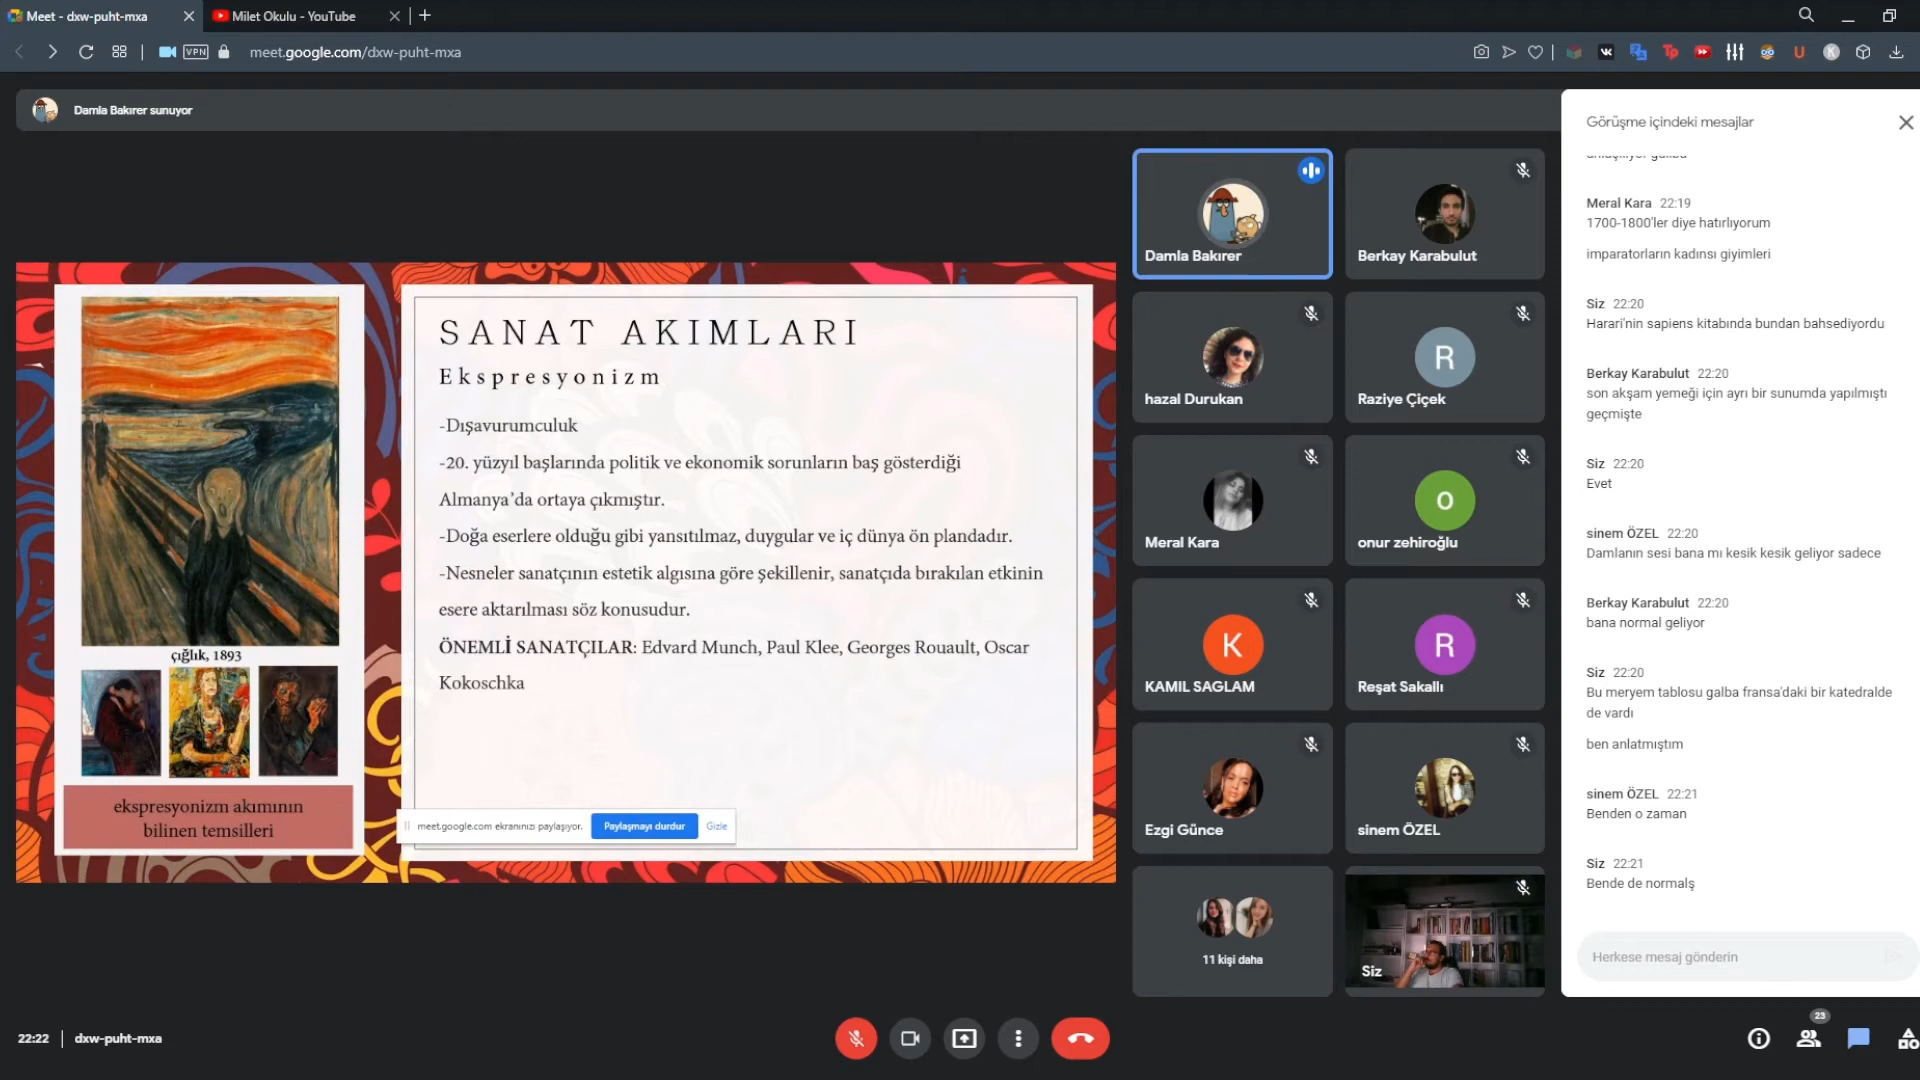 Meet - dxw-puht-mxa
Milet Okulu - YouTube
VPN
meet.google.com/dxw-puht-mxa
Damla Bakırer sunuyor
SANAT AKIMLARI
Ekspresyonizm
-Dışavurumculuk
-20. yüzyıl başlarında politik ve ekonomik sorunların baş gösterdiği
Almanya'da ortaya çıkmıştır.
-Doğa eserlere olduğu gibi yansıtılmaz, duygular ve iç dünya ön plandadır.
-Nesneler sanatçının estetik algısına göre şekillenir, sanatçıda bırakılan etkinin
esere aktarılması söz konusudur.
ÖNEMLİ SANATÇILAR: Edvard Munch, Paul Klee, Georges Rouault, Oscar
Kokoschka
çığlık, 1893
ekspresyonizm akımının
bilinen temsilleri
meet.google.com ekranınızı paylaşıyor.
Paylaşmayı durdur
Gizle
Damla Bakırer
Berkay Karabulut
hazal Durukan
R
Raziye Çiçek
Meral Kara
o
onur zehiroğlu
K
KAMIL SAGLAM
R
Reşat Sakallı
Ezgi Günce
sinem ÖZEL
11 kişi daha
Siz
Görüşme içindeki mesajlar
Meral Kara 22:19
1700-1800'ler diye hatırlıyorum
imparatorların kadınsı giyimleri
Siz 22:20
Harari'nin sapiens kitabında bundan bahsediyordu
Berkay Karabulut 22:20
son akşam yemeği için ayrı bir sunumda yapılmıştı
geçmişte
Siz 22:20
Evet
sinem ÖZEL 22:20
Damlanın sesi bana mı kesik kesik geliyor sadece
Berkay Karabulut 22:20
bana normal geliyor
Siz 22:20
Bu meryem tablosu galba fransa'daki bir katedralde
de vardı
ben anlatmıştım
sinem ÖZEL 22:21
Benden o zaman
Siz 22:21
Bende de normalş
Herkese mesaj gönderin
22:22
dxw-puht-mxa
23